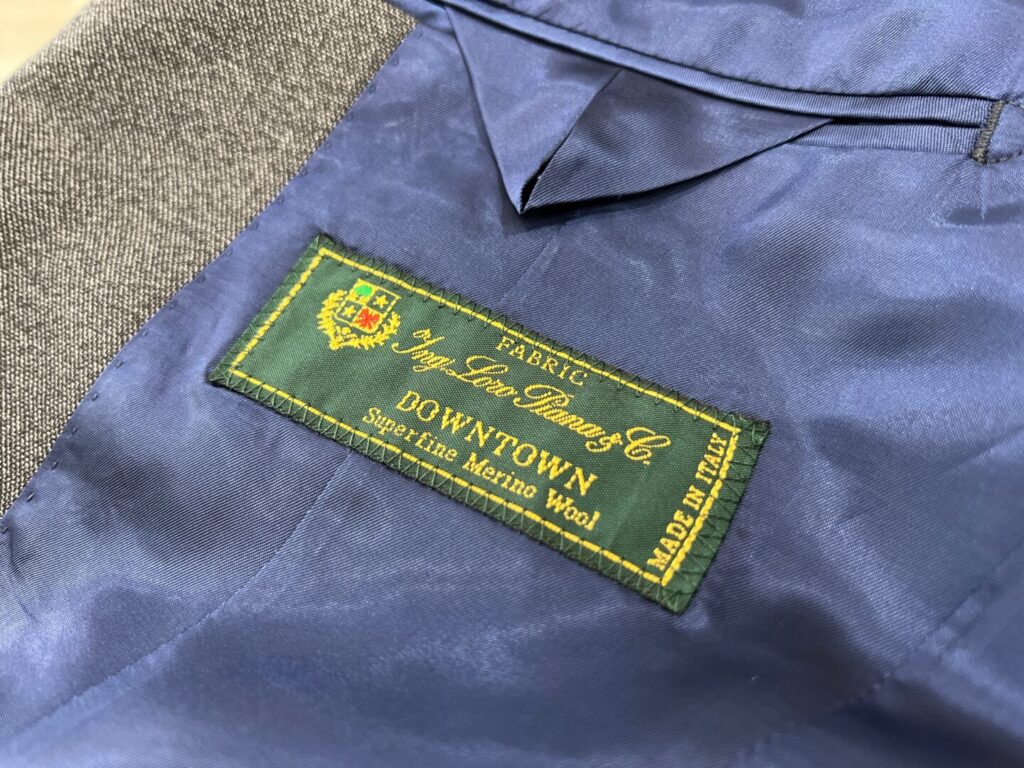 FABRIC
Ing. Loro Piana & C.
DOWNTOWN
Superfine Merino Wool
MADE IN ITALY